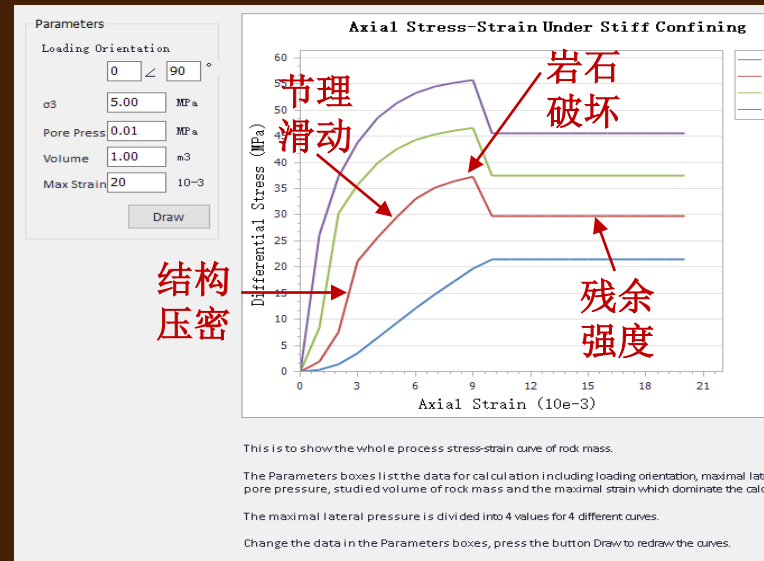 Parameters
Loading Orientation
0 ∠ 90 °
σ3 5.00 MPa
Pore Press 0.01 MPa
Volume 1.00 m3
Max Strain 20 10-3
Draw
Axial Stress-Strain Under Stiff Confining
Differential Stress (MPa)
60
55
50
45
40
35
30
25
20
15
10
5
0
0 3 6 9 12 15 18 21
Axial Strain (10e-3)
节理
滑动
岩石
破坏
结构
压密
残余
强度
This is to show the whole process stress-strain curve of rock mass.
The Parameters boxes list the data for calculation including loading orientation, maximal
pore pressure, studied volume of rock mass and the maximal strain which dominate the
The maximal lateral pressure is divided into 4 values for 4 different curves.
Change the data in the Parameters boxes, press the button Draw to redraw the curves.